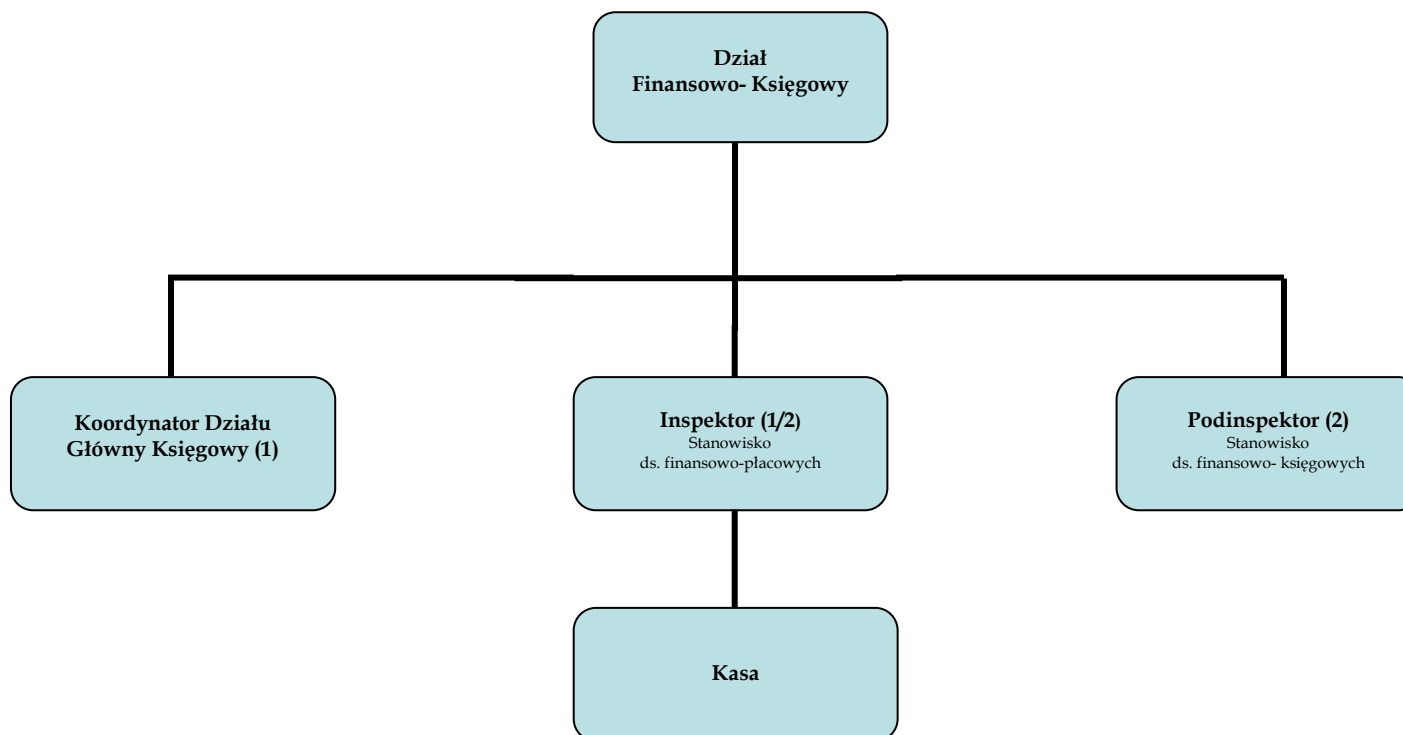 Dział
Finansowo- Księgowy
Koordynator Działu
Główny Księgowy (1)
Inspektor (1/2)
Stanowisko
ds. finansowo-płacowych
Podinspektor (2)
Stanowisko
ds. finansowo- księgowych
Kasa